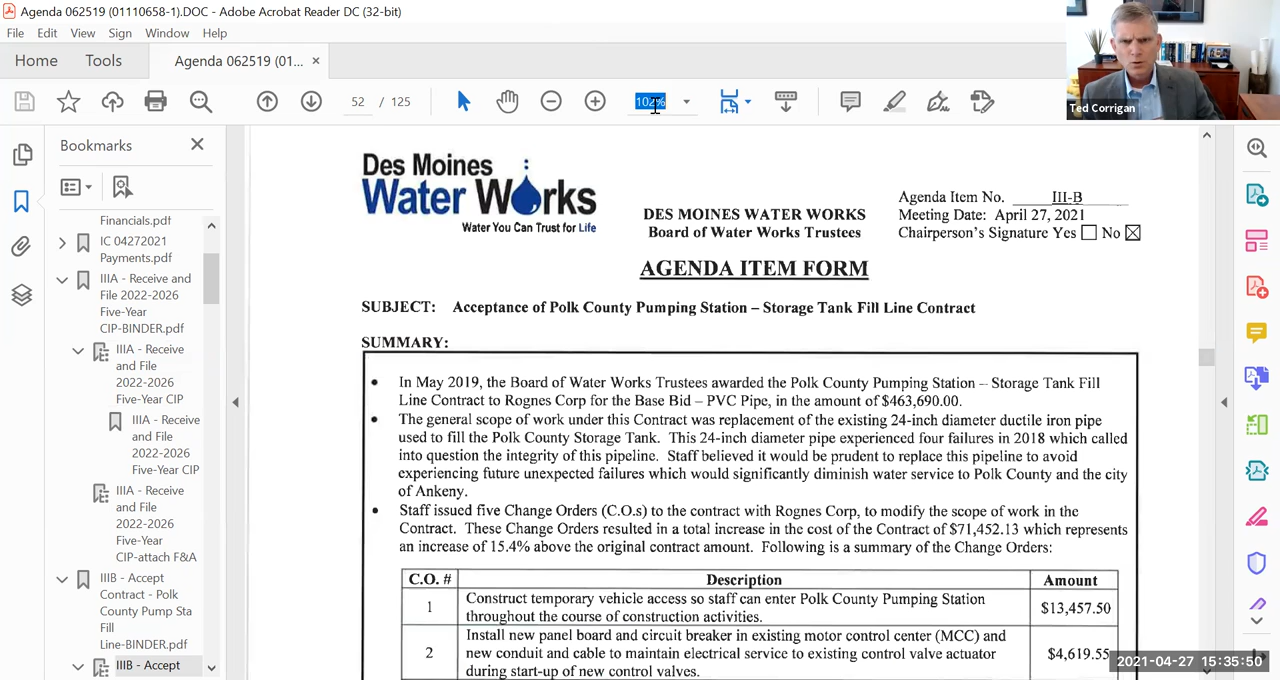 Agenda 062519 (01110658-1).DOC - Adobe Acrobat Reader DC (32-bit)
File Edit View Sign Window Help
Home Tools Agenda 062519 (01... ×
52 / 125
102%
Ted Corrigan
Bookmarks
Financials.pdf
IC 04272021
Payments.pdf
IIIA - Receive and
File 2022-2026
Five-Year
CIP-BINDER.pdf
IIIA - Receive
and File
2022-2026
Five-Year CIP
IIIA - Receive
and File
2022-2026
Five-Year CIP
IIIA - Receive
and File
2022-2026
Five-Year
CIP-attach F&A
IIIB - Accept
Contract - Polk
County Pump Sta
Fill
Line-BINDER.pdf
IIIB - Accept
Des Moines
Water Works
Water You Can Trust for Life
DES MOINES WATER WORKS
Board of Water Works Trustees
Agenda Item No. III-B
Meeting Date: April 27, 2021
Chairperson's Signature Yes ☐ No ☒
AGENDA ITEM FORM
SUBJECT: Acceptance of Polk County Pumping Station – Storage Tank Fill Line Contract
SUMMARY:
• In May 2019, the Board of Water Works Trustees awarded the Polk County Pumping Station – Storage Tank Fill
Line Contract to Rognes Corp for the Base Bid – PVC Pipe, in the amount of $463,690.00.
• The general scope of work under this Contract was replacement of the existing 24-inch diameter ductile iron pipe
used to fill the Polk County Storage Tank. This 24-inch diameter pipe experienced four failures in 2018 which called
into question the integrity of this pipeline. Staff believed it would be prudent to replace this pipeline to avoid
experiencing future unexpected failures which would significantly diminish water service to Polk County and the city
of Ankeny.
• Staff issued five Change Orders (C.O.s) to the contract with Rognes Corp, to modify the scope of work in the
Contract. These Change Orders resulted in a total increase in the cost of the Contract of $71,452.13 which represents
an increase of 15.4% above the original contract amount. Following is a summary of the Change Orders:
C.O. # Description Amount
1 Construct temporary vehicle access so staff can enter Polk County Pumping Station
throughout the course of construction activities. $13,457.50
2 Install new panel board and circuit breaker in existing motor control center (MCC) and
new conduit and cable to maintain electrical service to existing control valve actuator
during start-up of new control valves. $4,619.55
2021-04-27 15:35:50